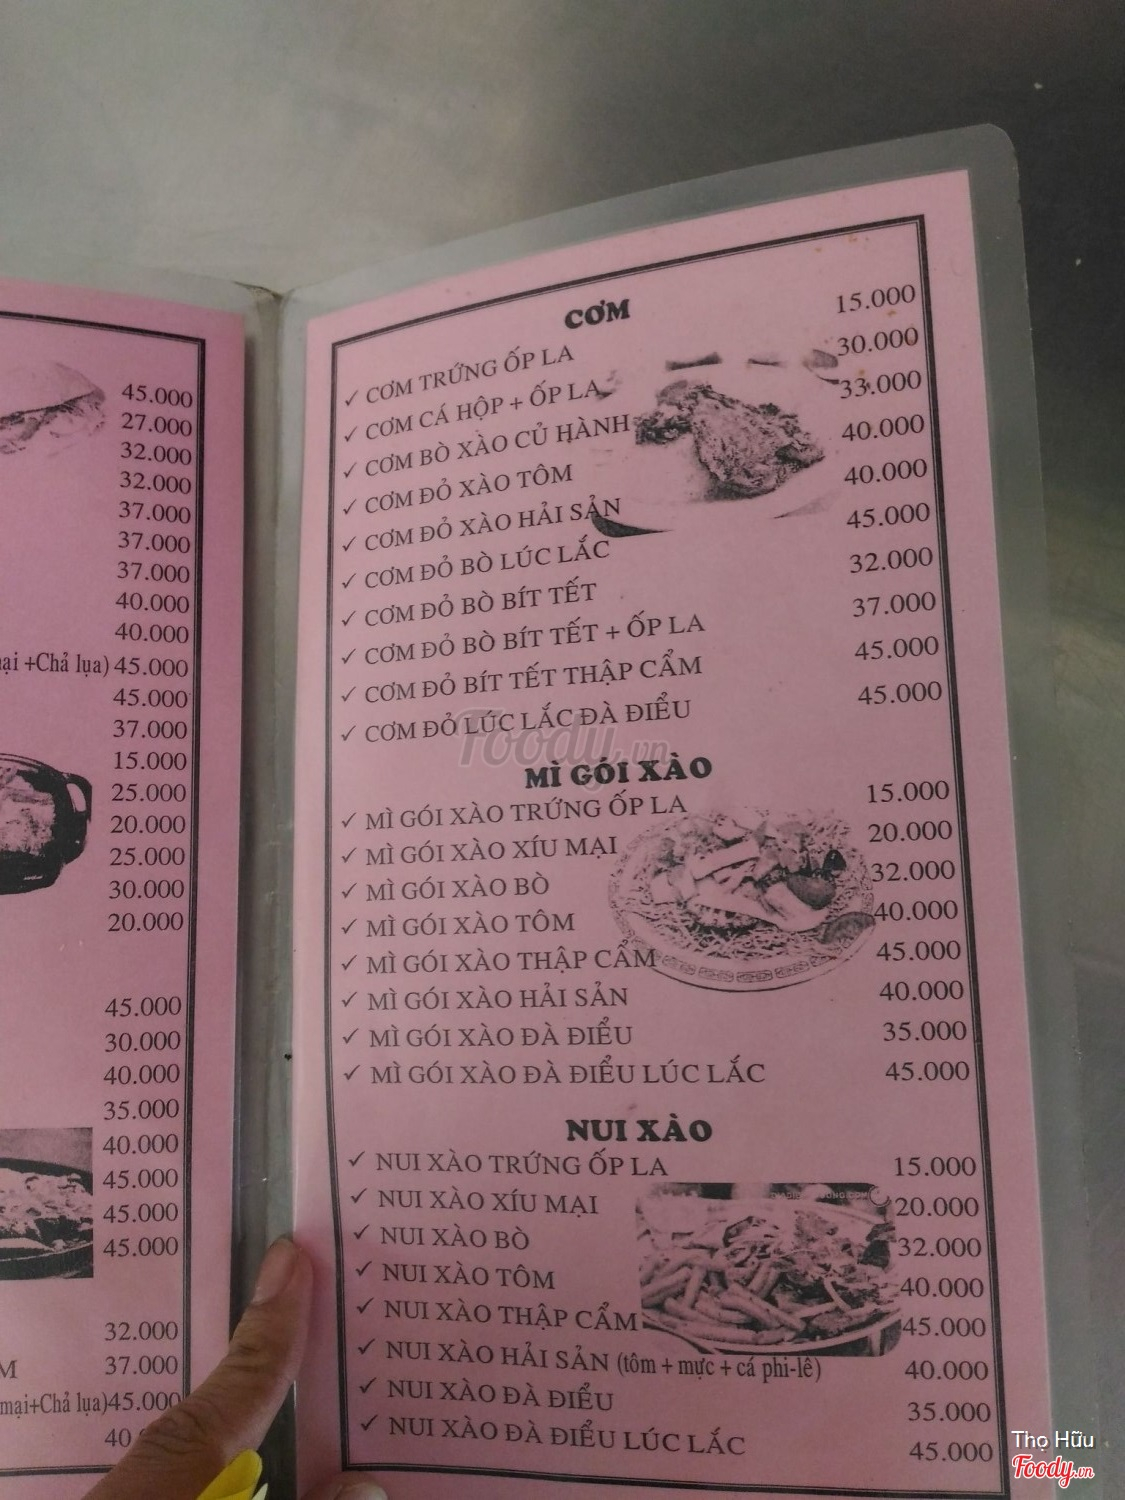 45.000
27.000
32.000
32.000
37.000
37.000
37.000
40.000
40.000
+Chả lụa) 45.000
45.000
37.000
15.000
25.000
20.000
25.000
30.000
20.000
45.000
30.000
40.000
35.000
40.000
45.000
45.000
45.000
32.000
M 37.000
mại+Chả lụa)45.000
CƠM
✓ CƠM TRỨNG ỐP LA 15.000
✓ CƠM CÁ HỘP + ỐP LA 30.000
✓ CƠM BÒ XÀO CỦ HÀNH 33.000
✓ CƠM ĐỎ XÀO TÔM 40.000
✓ CƠM ĐỎ XÀO HẢI SẢN 40.000
✓ CƠM ĐỎ BÒ LÚC LẮC 45.000
✓ CƠM ĐỎ BÒ BÍT TẾT 32.000
✓ CƠM ĐỎ BÒ BÍT TẾT + ỐP LA 37.000
✓ CƠM ĐỎ BÍT TẾT THẬP CẨM 45.000
✓ CƠM ĐỎ LÚC LẮC ĐÀ ĐIỂU 45.000
Foody.vn
MÌ GÓI XÀO
✓ MÌ GÓI XÀO TRỨNG ỐP LA 15.000
✓ MÌ GÓI XÀO XÍU MẠI 20.000
✓ MÌ GÓI XÀO BÒ 32.000
✓ MÌ GÓI XÀO TÔM 40.000
✓ MÌ GÓI XÀO THẬP CẨM 45.000
✓ MÌ GÓI XÀO HẢI SẢN 40.000
✓ MÌ GÓI XÀO ĐÀ ĐIỂU 35.000
✓ MÌ GÓI XÀO ĐÀ ĐIỂU LÚC LẮC 45.000
NUI XÀO
✓ NUI XÀO TRỨNG ỐP LA 15.000
✓ NUI XÀO XÍU MẠI 20.000
✓ NUI XÀO BÒ 32.000
✓ NUI XÀO TÔM 40.000
✓ NUI XÀO THẬP CẨM 45.000
✓ NUI XÀO HẢI SẢN (tôm + mực + cá phi-lê) 40.000
✓ NUI XÀO ĐÀ ĐIỂU 35.000
✓ NUI XÀO ĐÀ ĐIỂU LÚC LẮC 45.000
Thọ Hữu
Foody.vn